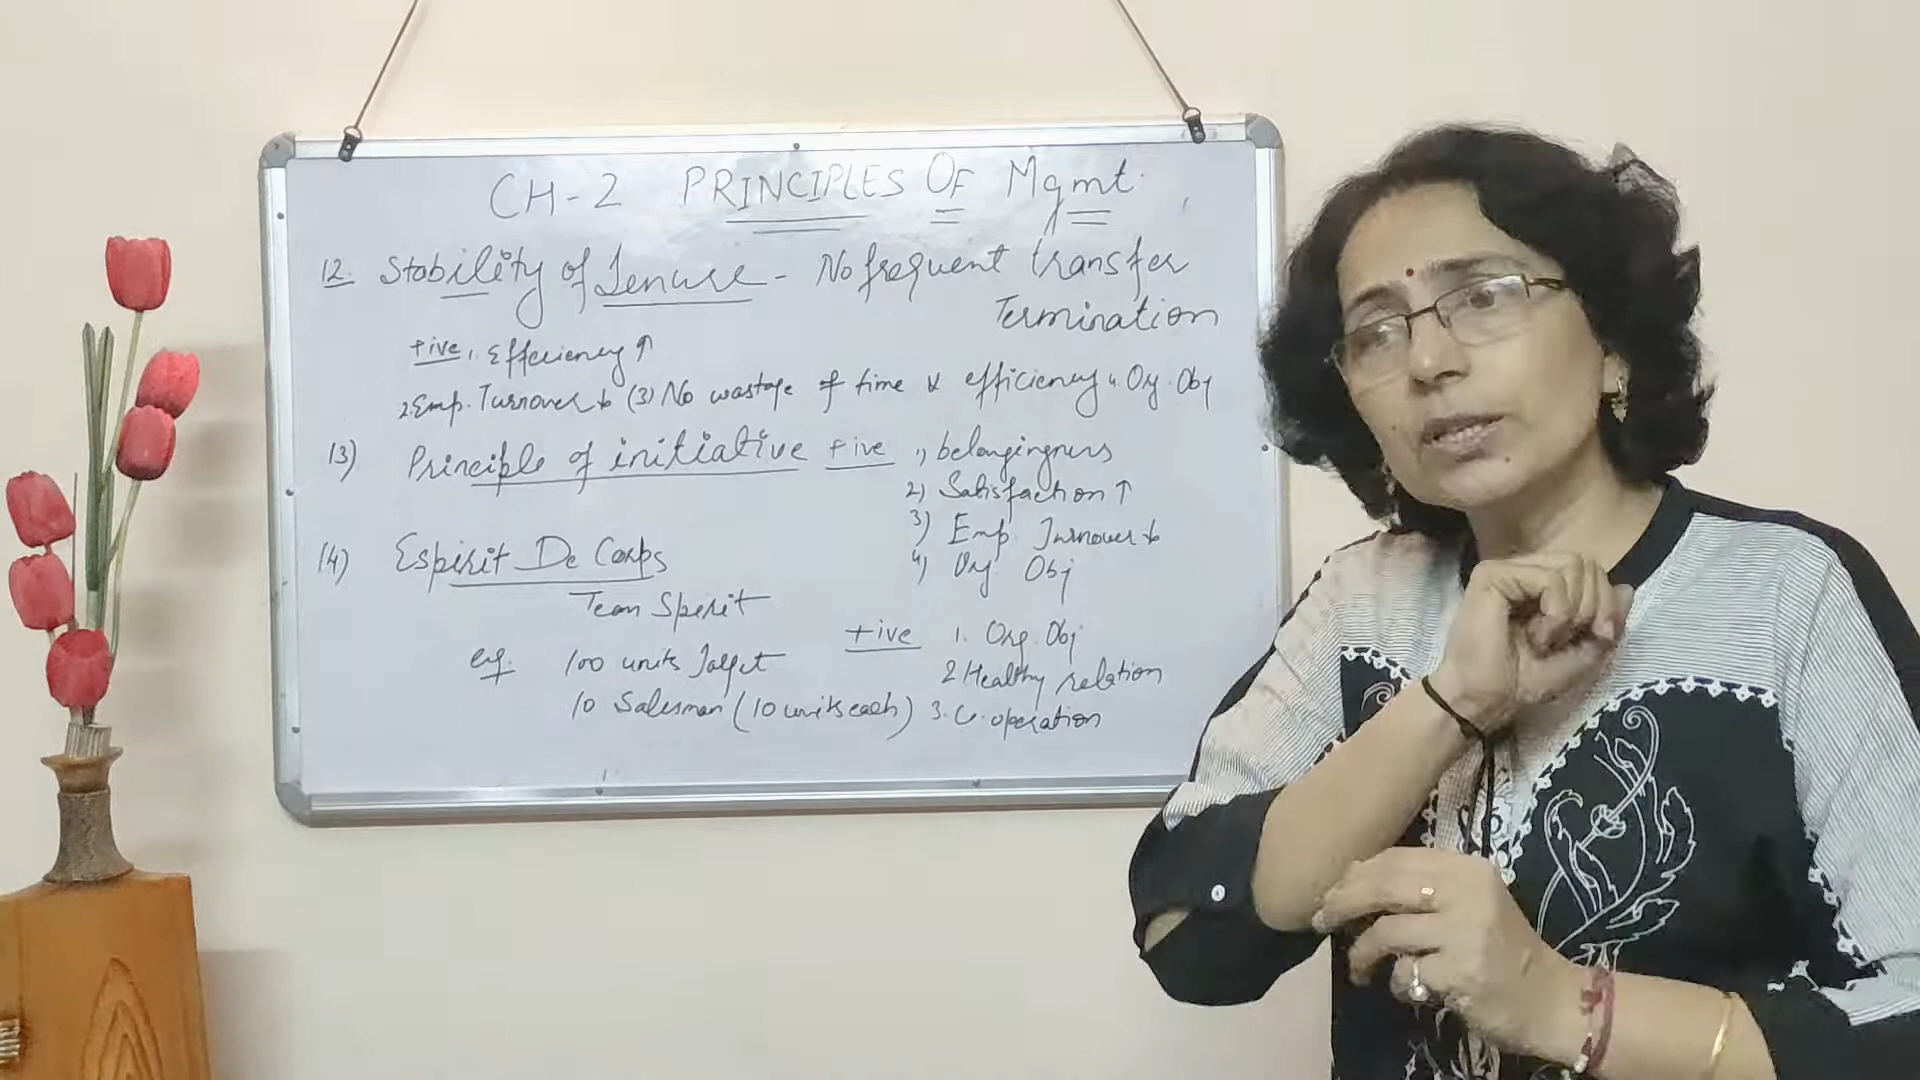 CH-2 PRINCIPLES OF Mgmt.
12. Stability of Tenure - No frequent transfer
Termination
+ive 1. Efficiency ↑
2 Emp. Turnover ↓ (3) No wastage of time & efficiency 4. Org. Obj
13) Principle of initiative +ive 1) belongingness
2) Satisfaction ↑
3) Emp. Turnover ↓
4) Org Obj
14) Espirit De Corps
Team Sperit
+ive 1. Org. Obj
eg. 100 units Target
2 Healthy relation
10 Salesman (10 units each) 3. Co.operation